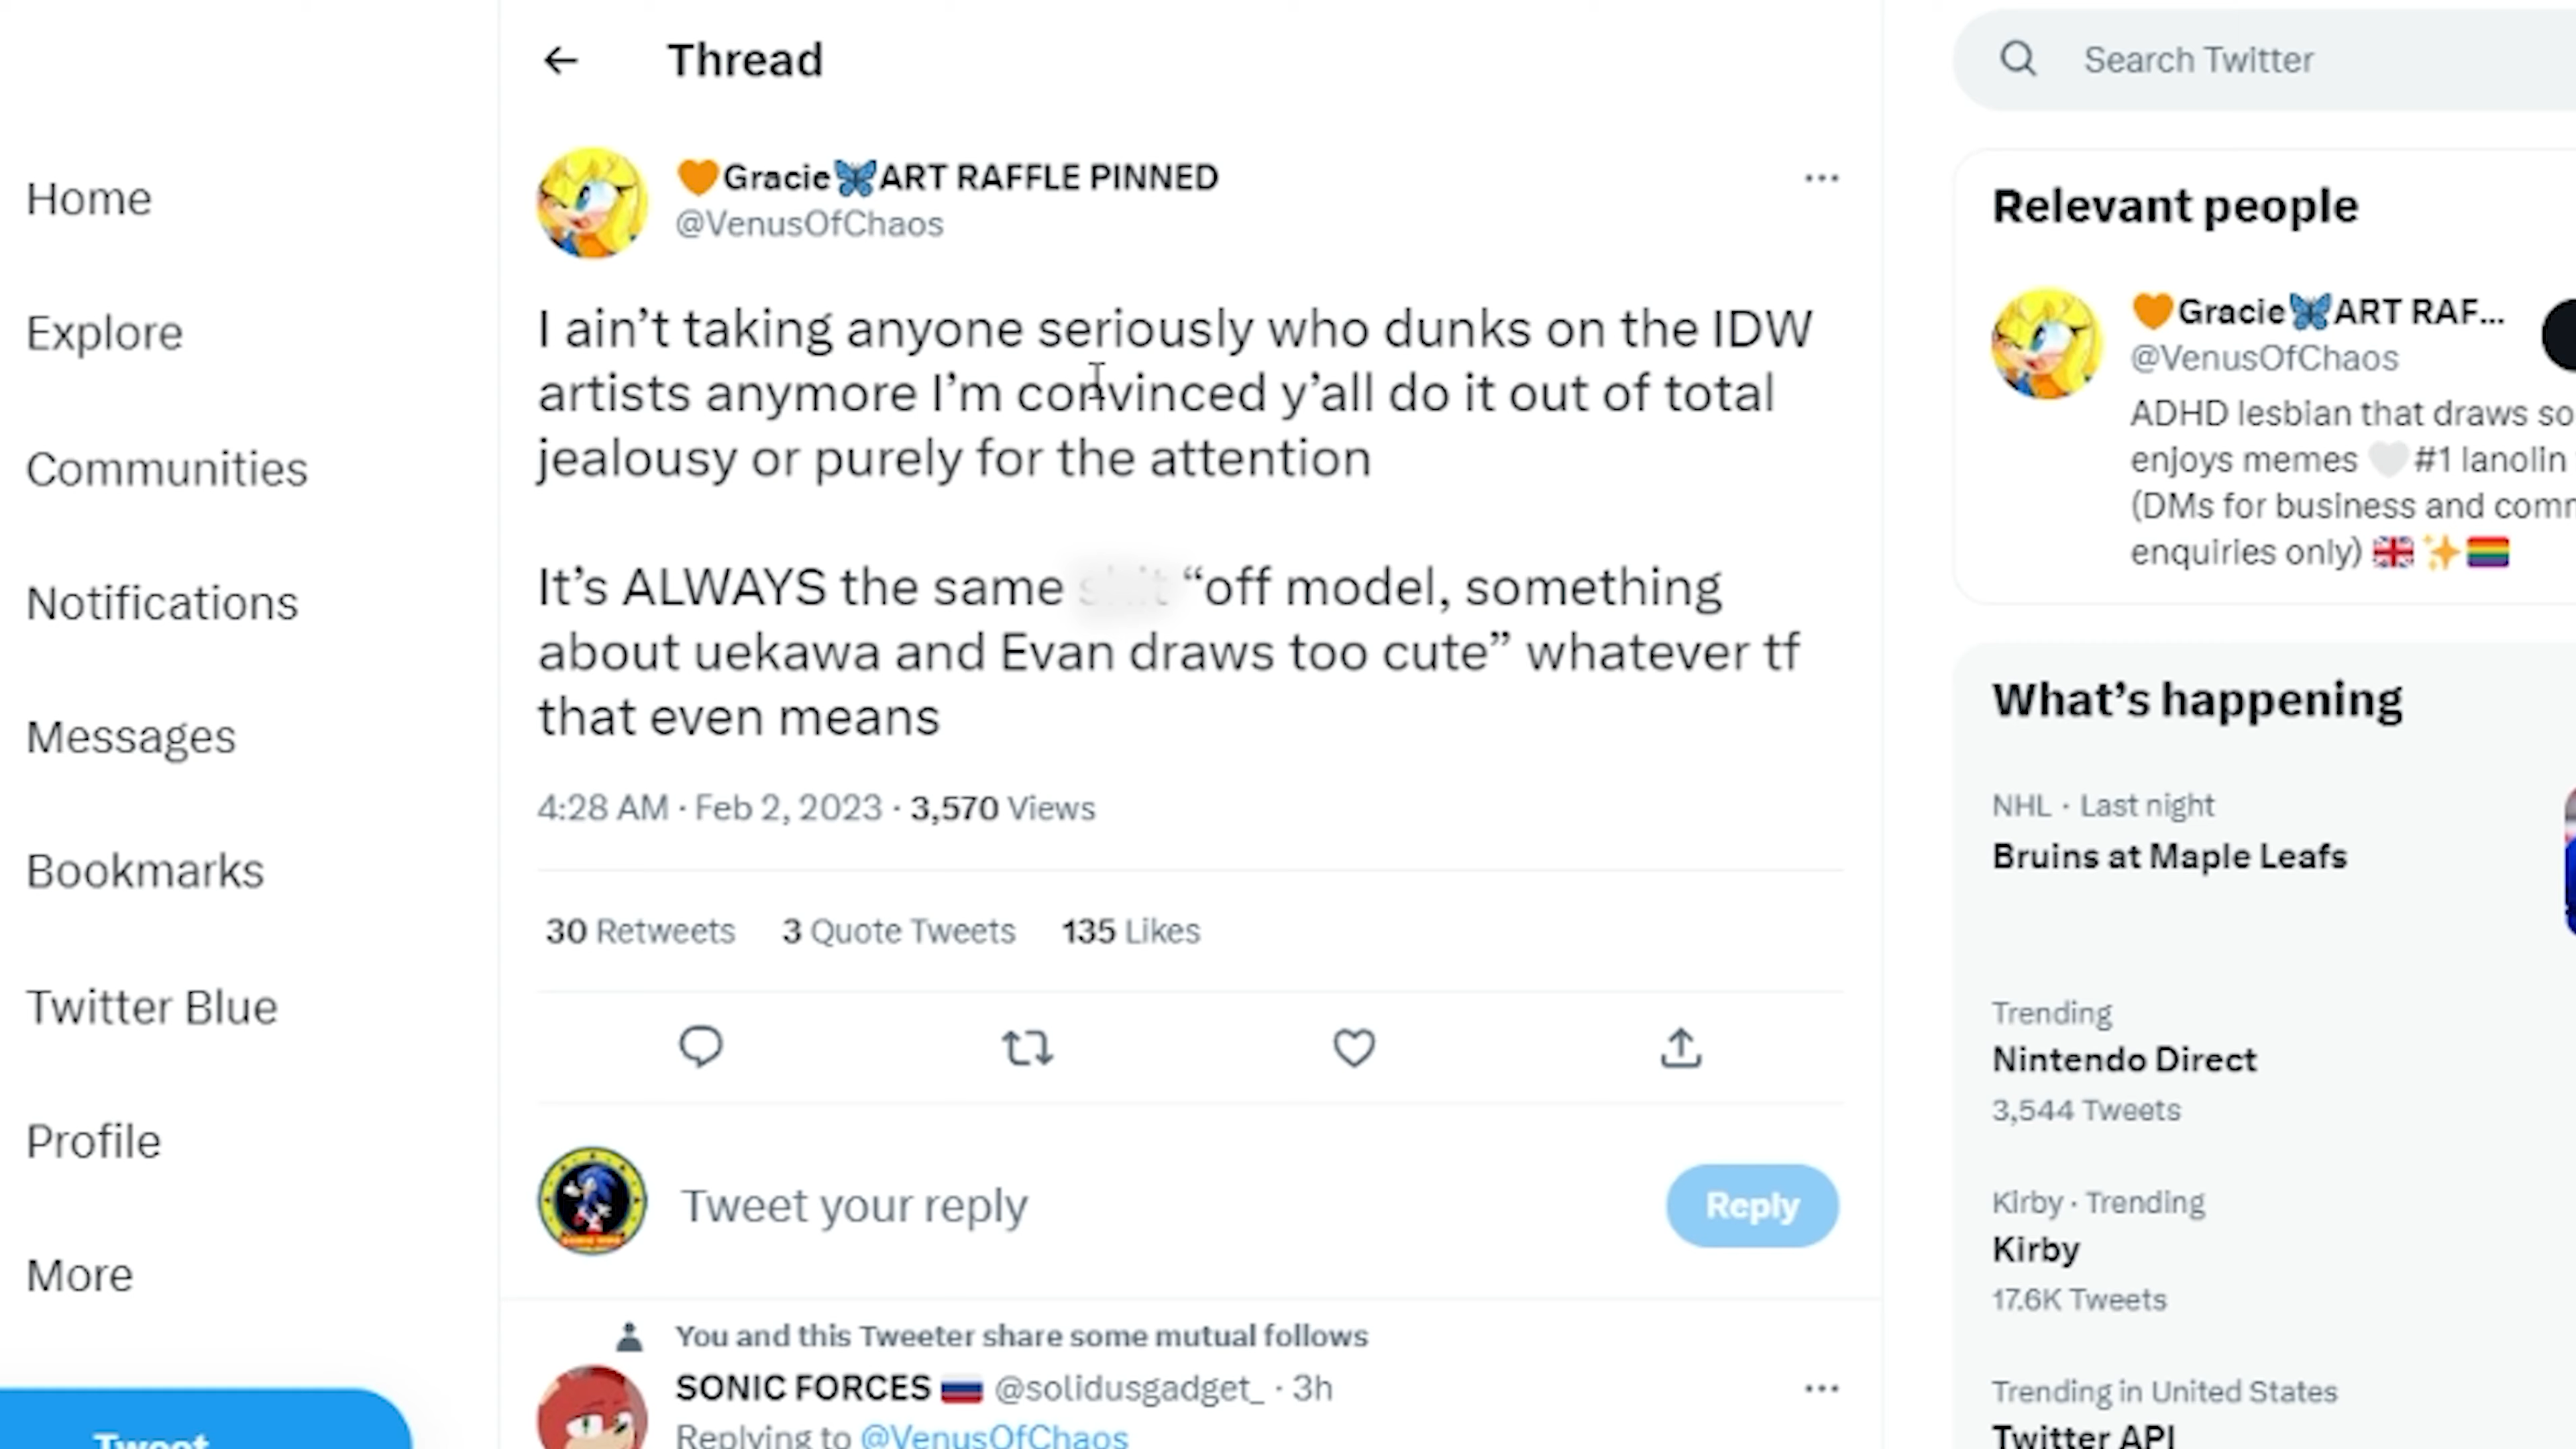 Thread
Search Twitter
Home
Explore
Communities
Notifications
Messages
Bookmarks
Twitter Blue
Profile
More
Tweet
🧡Gracie🦋ART RAFFLE PINNED
@VenusOfChaos
I ain’t taking anyone seriously who dunks on the IDW
artists anymore I’m convinced y’all do it out of total
jealousy or purely for the attention
It’s ALWAYS the same “off model, something
about uekawa and Evan draws too cute” whatever tf
that even means
4:28 AM · Feb 2, 2023 · 3,570 Views
30 Retweets 3 Quote Tweets 135 Likes
Tweet your reply
Reply
You and this Tweeter share some mutual follows
SONIC FORCES 🇷🇺 @solidusgadget_ · 3h
Replying to @VenusOfChaos
Relevant people
🧡Gracie🦋ART RAF...
@VenusOfChaos
ADHD lesbian that draws so
enjoys memes 🤍#1 lanolin
(DMs for business and com
enquiries only) 🇬🇧✨🏳️‍🌈
What’s happening
NHL · Last night
Bruins at Maple Leafs
Trending
Nintendo Direct
3,544 Tweets
Kirby · Trending
Kirby
17.6K Tweets
Trending in United States
Twitter API